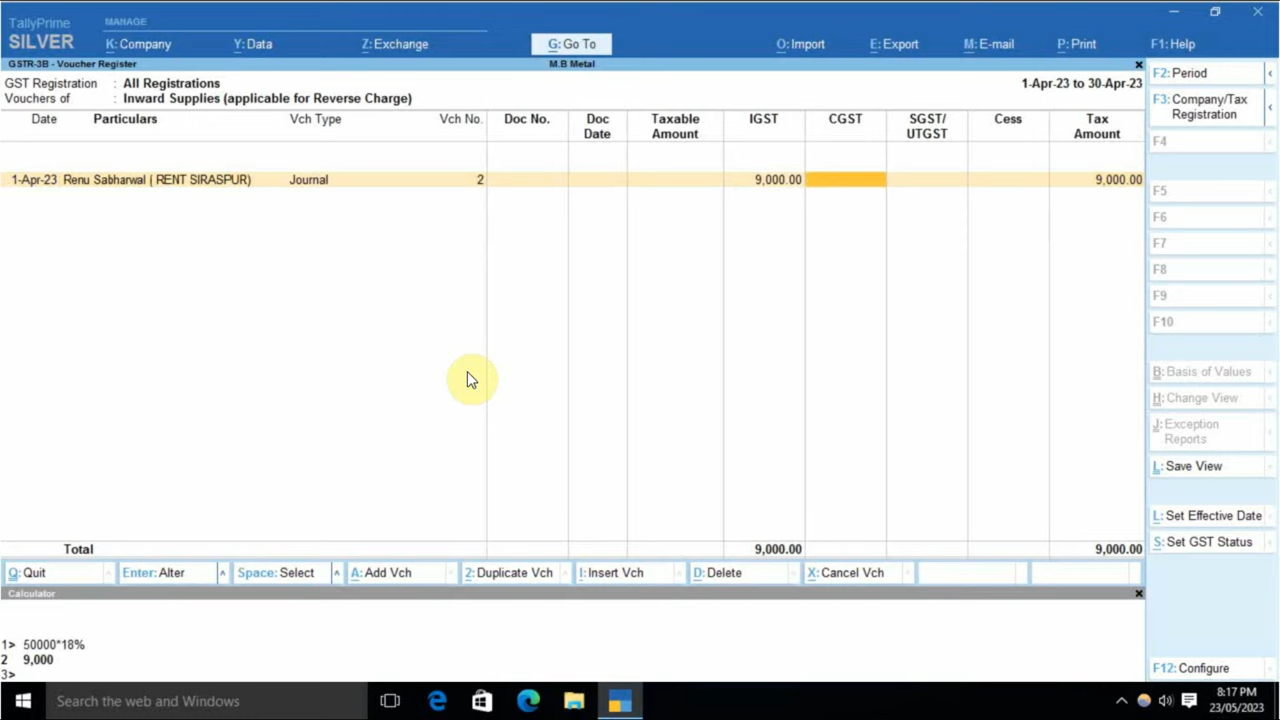 TallyPrime
SILVER
MANAGE
K: Company
Y: Data
Z: Exchange
G: Go To
O: Import
E: Export
M: E-mail
P: Print
F1: Help
GSTR-3B - Voucher Register
M.B Metal
GST Registration : All Registrations
1-Apr-23 to 30-Apr-23
Vouchers of : Inward Supplies (applicable for Reverse Charge)
Date Particulars Vch Type Vch No. Doc No. Doc Date Taxable Amount IGST CGST SGST/ UTGST Cess Tax Amount
1-Apr-23 Renu Sabharwal ( RENT SIRASPUR) Journal 2 9,000.00 9,000.00
Total 9,000.00 9,000.00
Q: Quit
Enter: Alter
Space: Select
A: Add Vch
2: Duplicate Vch
I: Insert Vch
D: Delete
X: Cancel Vch
Calculator
1> 50000*18%
2 9,000
3>
F2: Period
F3: Company/Tax
Registration
F4
F5
F6
F7
F8
F9
F10
B: Basis of Values
H: Change View
J: Exception
Reports
L: Save View
L: Set Effective Date
S: Set GST Status
F12: Configure
Search the web and Windows
8:17 PM
23/05/2023